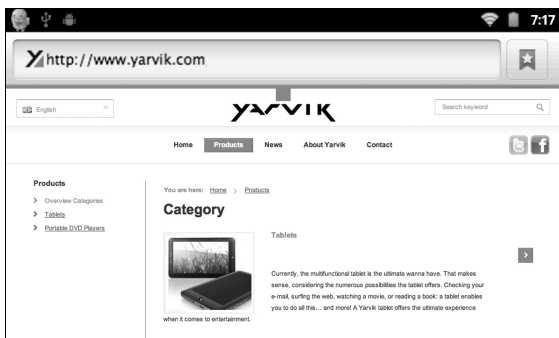 7:17
http://www.yarvik.com
English
YARVIK
Search keyword
Home Products News About Yarvik Contact
Products
Overview Categories
Tablets
Portable DVD Players
You are here: Home > Products
Category
Tablets
Currently, the multifunctional tablet is the ultimate wanna have. That makes
sense, considering the numerous possibilities the tablet offers. Checking your
e-mail, surfing the web, watching a movie, or reading a book: a tablet enables
you to do all this... and more! A Yarvik tablet offers the ultimate experience
when it comes to entertainment.